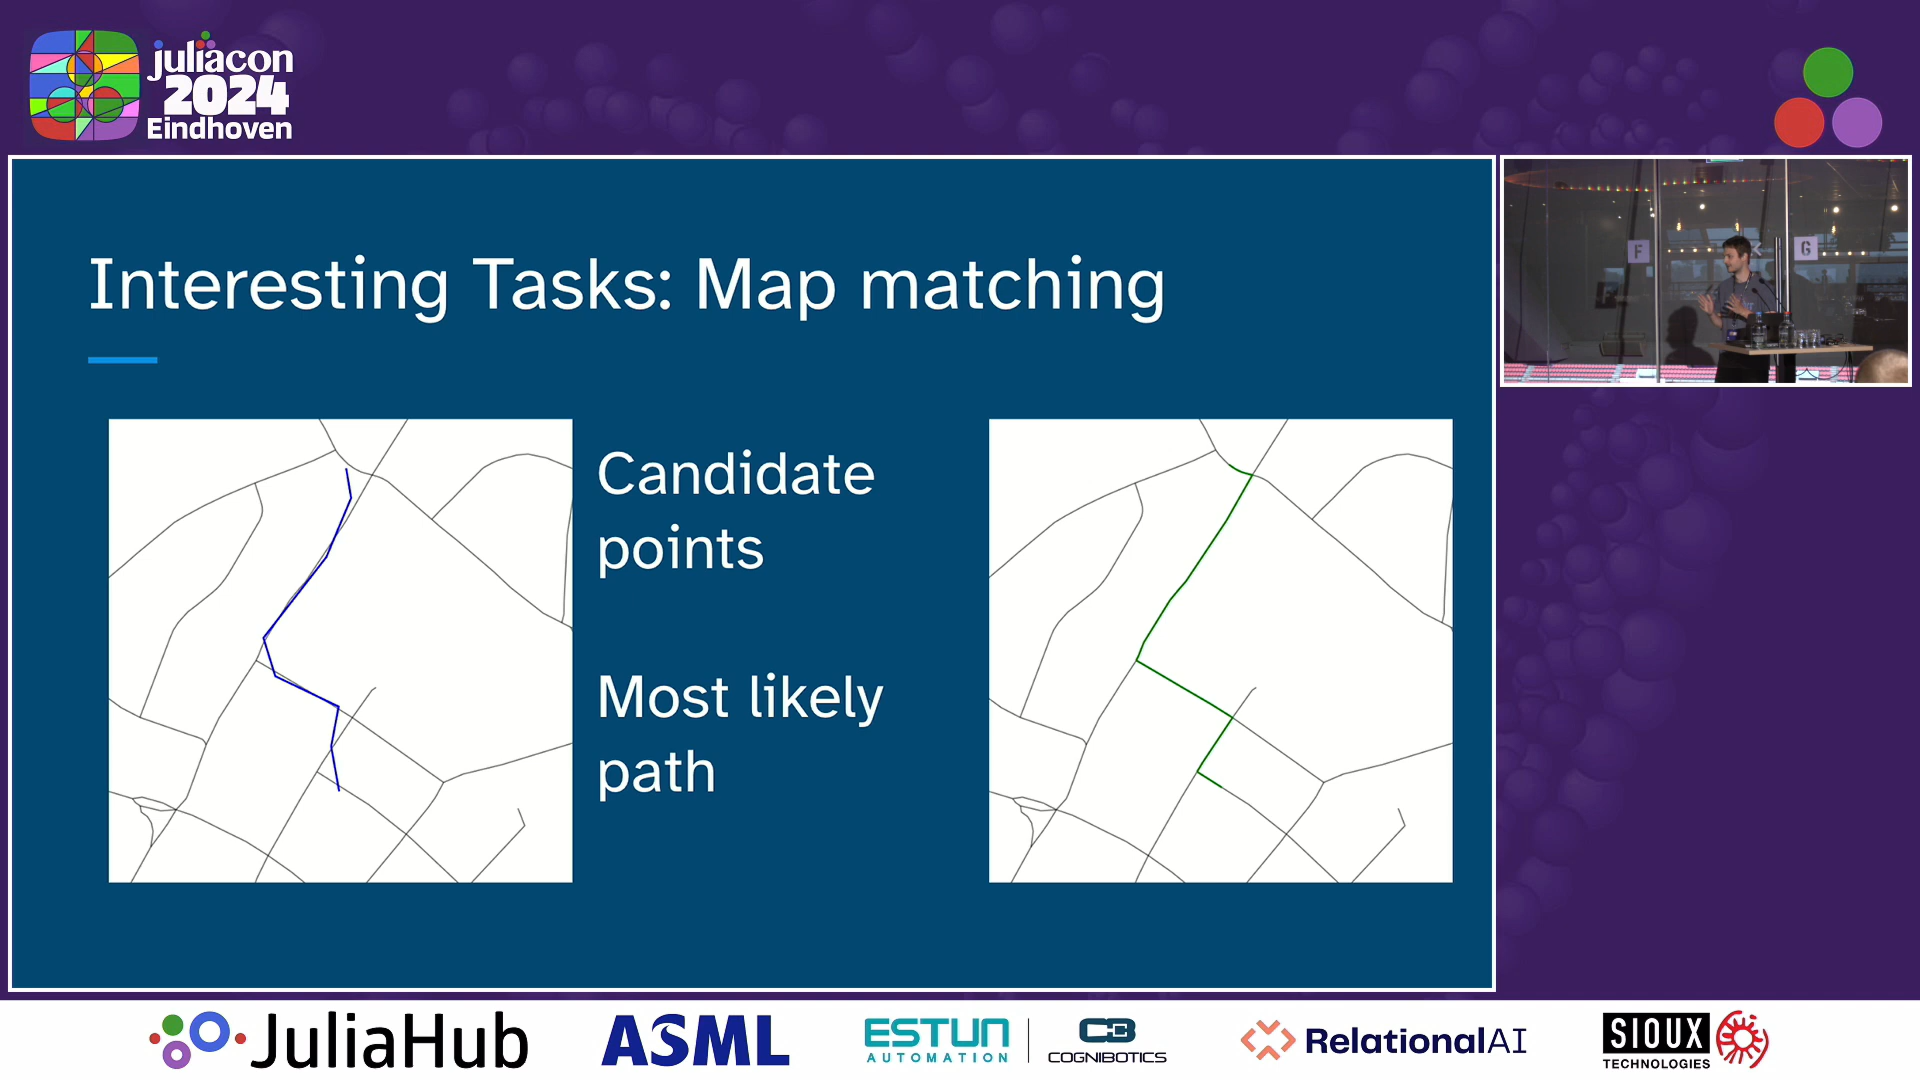 juliacon
2024
Eindhoven
Interesting Tasks: Map matching
Candidate
points
Most likely
path
F
G
JuliaHub
ASML
ESTUN
AUTOMATION
COGNIBOTICS
RelationalAI
SIOUX
TECHNOLOGIES